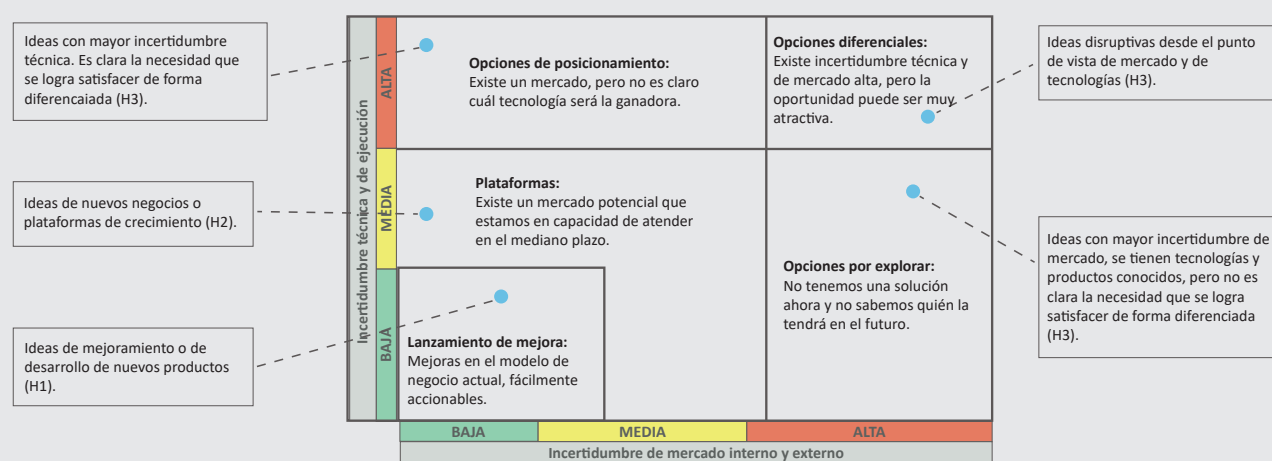 Ideas con mayor incertidumbre
técnica. Es clara la necesidad que
se logra satisfacer de forma
diferencaiada (H3).
Ideas de nuevos negocios o
plataformas de crecimiento (H2).
Ideas de mejoramiento o de
desarrollo de nuevos productos
(H1).
Incertidumbre técnica y de ejecución
ALTA
MEDIA
BAJA
Opciones de posicionamiento:
Existe un mercado, pero no es claro
cuál tecnología será la ganadora.
Opciones diferenciales:
Existe incertidumbre técnica y
de mercado alta, pero la
oportunidad puede ser muy
atractiva.
Plataformas:
Existe un mercado potencial que
estamos en capacidad de atender
en el mediano plazo.
Opciones por explorar:
No tenemos una solución
ahora y no sabemos quién la
tendrá en el futuro.
Lanzamiento de mejora:
Mejoras en el modelo de
negocio actual, fácilmente
accionables.
BAJA
MEDIA
ALTA
Incertidumbre de mercado interno y externo
Ideas disruptivas desde el punto
de vista de mercado y de
tecnologías (H3).
Ideas con mayor incertidumbre de
mercado, se tienen tecnologías y
productos conocidos, pero no es
clara la necesidad que se logra
satisfacer de forma diferenciada
(H3).